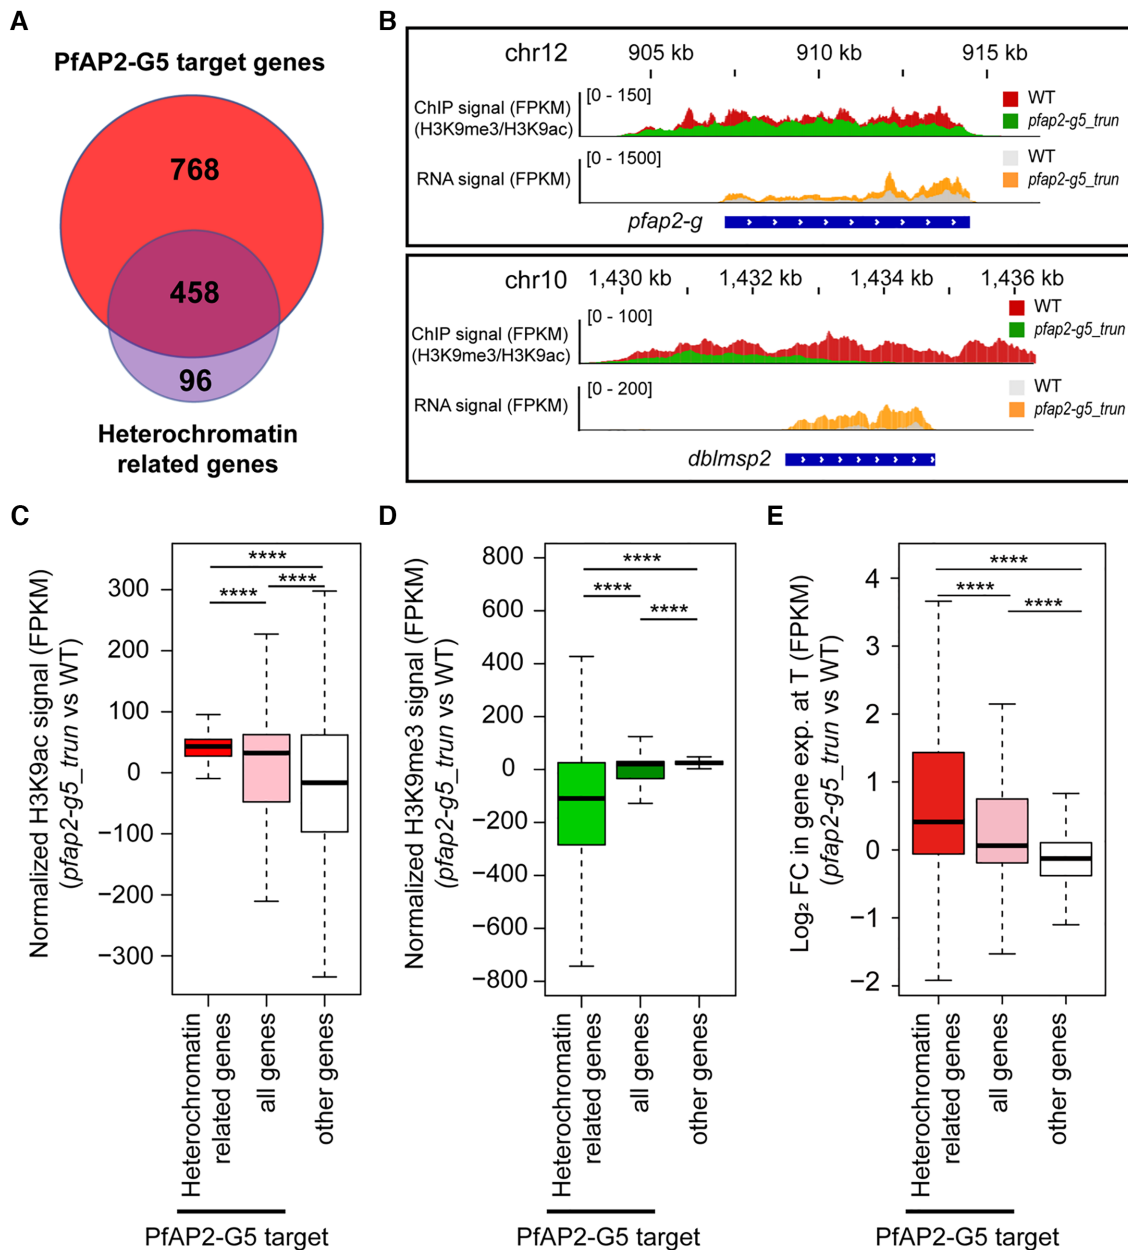 A
PfAP2-G5 target genes
768
458
96
Heterochromatin
related genes
B
chr12
905 kb
910 kb
915 kb
ChIP signal (FPKM)
(H3K9me3/H3K9ac)
[0 - 150]
WT
pfap2-g5_trun
RNA signal (FPKM)
[0 - 1500]
WT
pfap2-g5_trun
pfap2-g
chr10
1,430 kb
1,432 kb
1,434 kb
1,436 kb
ChIP signal (FPKM)
(H3K9me3/H3K9ac)
[0 - 100]
WT
pfap2-g5_trun
RNA signal (FPKM)
[0 - 200]
WT
pfap2-g5_trun
dblmsp2
C
Normalized H3K9ac signal (FPKM)
(pfap2-g5_trun vs WT)
300
200
100
0
−100
−200
−300
****
****
****
Heterochromatin
related genes
all genes
other genes
PfAP2-G5 target
D
Normalized H3K9me3 signal (FPKM)
(pfap2-g5_trun vs WT)
800
600
400
200
0
−200
−400
−600
−800
****
****
****
Heterochromatin
related genes
all genes
other genes
PfAP2-G5 target
E
Log₂ FC in gene exp. at T (FPKM)
(pfap2-g5_trun vs WT)
4
3
2
1
0
−1
−2
****
****
****
Heterochromatin
related genes
all genes
other genes
PfAP2-G5 target